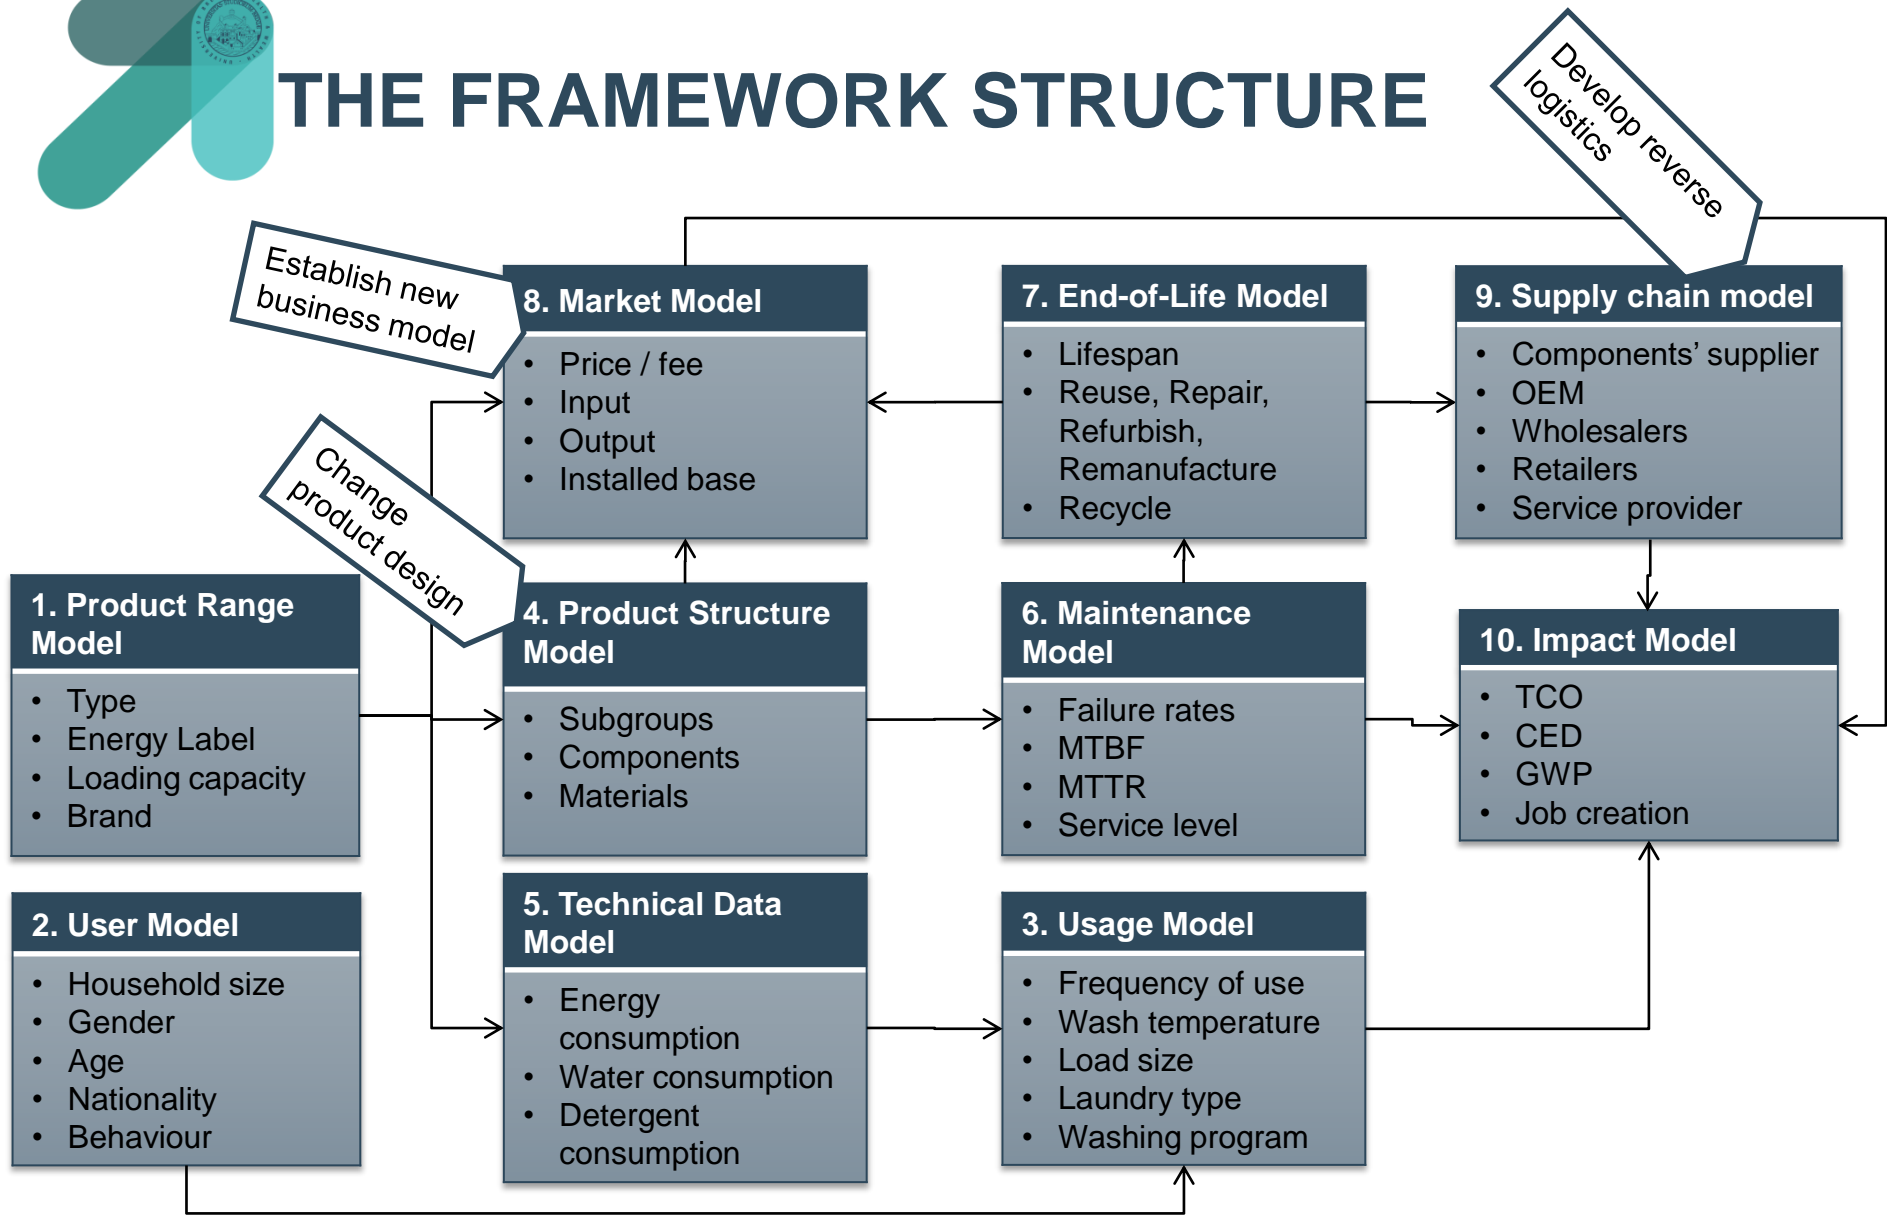 THE FRAMEWORK STRUCTURE
Develop reverse
logistics
Establish new
business model
Change
product design
8. Market Model
• Price / fee
• Input
• Output
• Installed base
7. End-of-Life Model
• Lifespan
• Reuse, Repair,
Refurbish,
Remanufacture
• Recycle
9. Supply chain model
• Components’ supplier
• OEM
• Wholesalers
• Retailers
• Service provider
1. Product Range
Model
• Type
• Energy Label
• Loading capacity
• Brand
4. Product Structure
Model
• Subgroups
• Components
• Materials
6. Maintenance
Model
• Failure rates
• MTBF
• MTTR
• Service level
10. Impact Model
• TCO
• CED
• GWP
• Job creation
2. User Model
• Household size
• Gender
• Age
• Nationality
• Behaviour
5. Technical Data
Model
• Energy
consumption
• Water consumption
• Detergent
consumption
3. Usage Model
• Frequency of use
• Wash temperature
• Load size
• Laundry type
• Washing program